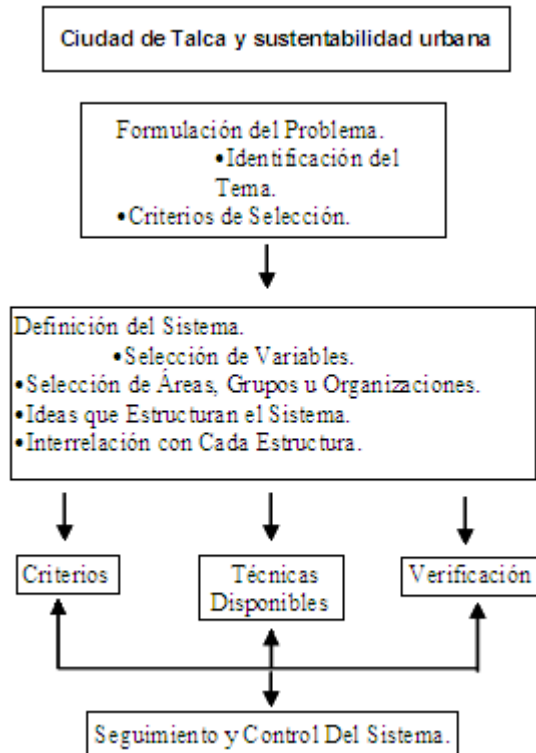 Ciudad de Talca y sustentabilidad urbana
Formulación del Problema.
•Identificación del
Tema.
•Criterios de Selección.
Definición del Sistema.
•Selección de Variables.
•Selección de Áreas, Grupos u Organizaciones.
•Ideas que Estructuran el Sistema.
•Interrelación con Cada Estructura.
Criterios
Técnicas
Disponibles
Verificación
Seguimiento y Control Del Sistema.